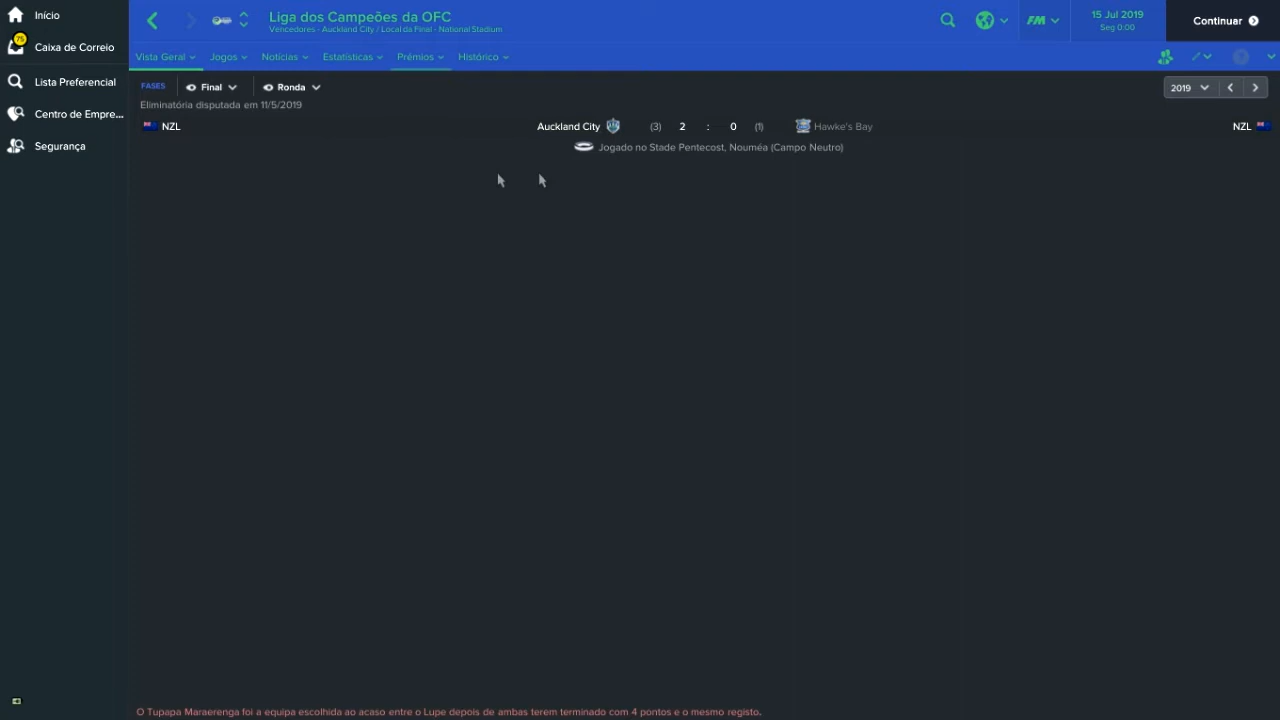 Início
75
Caixa de Correio
Lista Preferencial
Centro de Empre...
Segurança
Liga dos Campeões da OFC
Vencedores - Auckland City / Local da Final - National Stadium
FM
15 Jul 2019
Seg 0:00
Continuar
Vista Geral
Jogos
Notícias
Estatísticas
Prémios
Histórico
FASES
Final
Ronda
2019
Eliminatória disputada em 11/5/2019
NZL Auckland City (3) 2 : 0 (1) Hawke's Bay NZL
Jogado no Stade Pentecost, Nouméa (Campo Neutro)
O Tupapa Maraerenga foi a equipa escolhida ao acaso entre o Lupe depois de ambas terem terminado com 4 pontos e o mesmo registo.